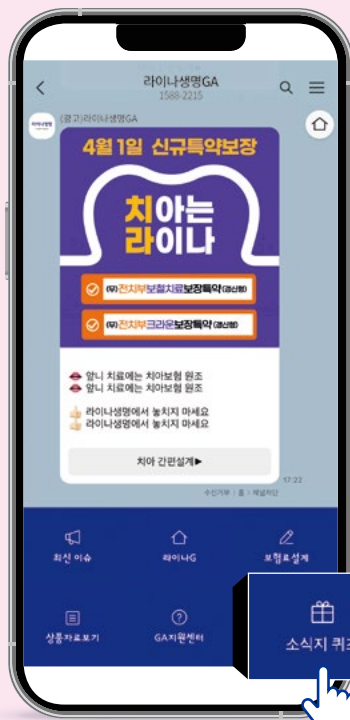 라이나생명GA
1588-2215
(광고)라이나생명GA
라이나생명
4월 1일 신규특약보장
치아는
라이나
(무)전치부보철치료보장특약(갱신형)
(무)전치부크라운보장특약(갱신형)
앞니 치료에는 치아보험 원조
앞니 치료에는 치아보험 원조
라이나생명에서 놓치지 마세요
라이나생명에서 놓치지 마세요
치아 간편설계▶
17:22
수신거부 | 홈 > 채널차단
최신 이슈
라이나G
보험료설계
상품자료보기
GA지원센터
소식지 퀴즈